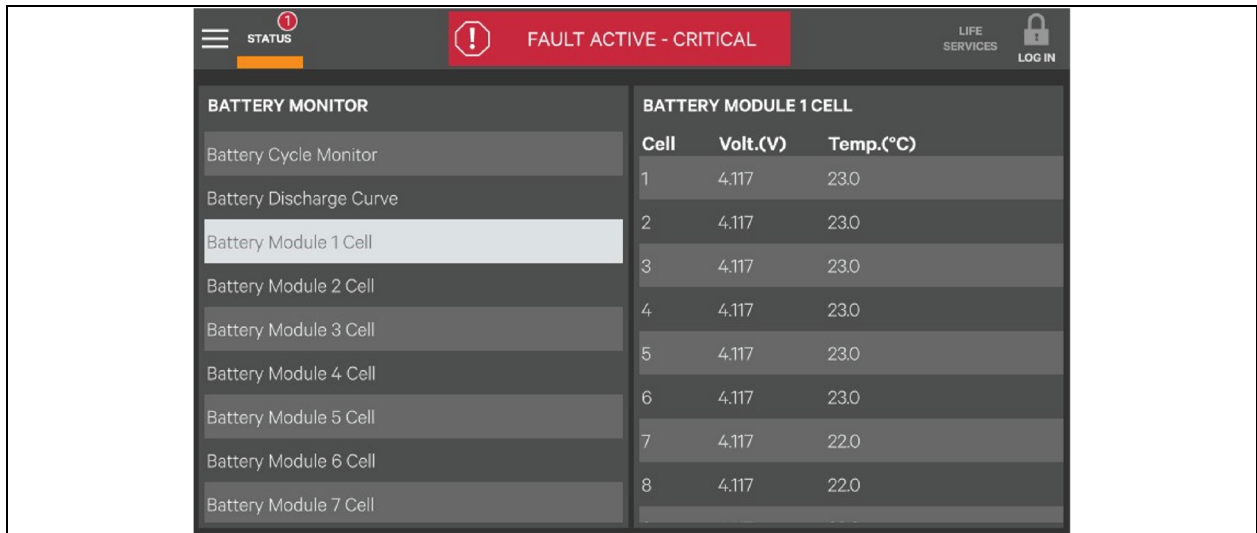 1
STATUS
FAULT ACTIVE - CRITICAL
LIFE
SERVICES
LOG IN
BATTERY MONITOR
Battery Cycle Monitor
Battery Discharge Curve
Battery Module 1 Cell
Battery Module 2 Cell
Battery Module 3 Cell
Battery Module 4 Cell
Battery Module 5 Cell
Battery Module 6 Cell
Battery Module 7 Cell
BATTERY MODULE 1 CELL
Cell Volt.(V) Temp.(°C)
1 4.117 23.0
2 4.117 23.0
3 4.117 23.0
4 4.117 23.0
5 4.117 23.0
6 4.117 23.0
7 4.117 22.0
8 4.117 22.0